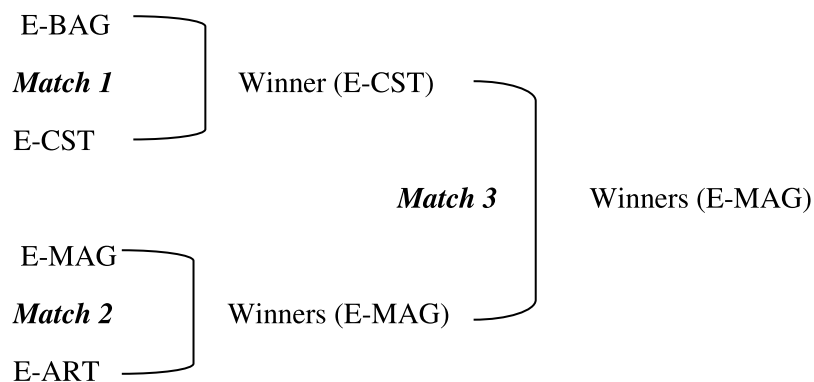 E-BAG
Match 1 Winner (E-CST)
E-CST
Match 3 Winners (E-MAG)
E-MAG
Match 2 Winners (E-MAG)
E-ART